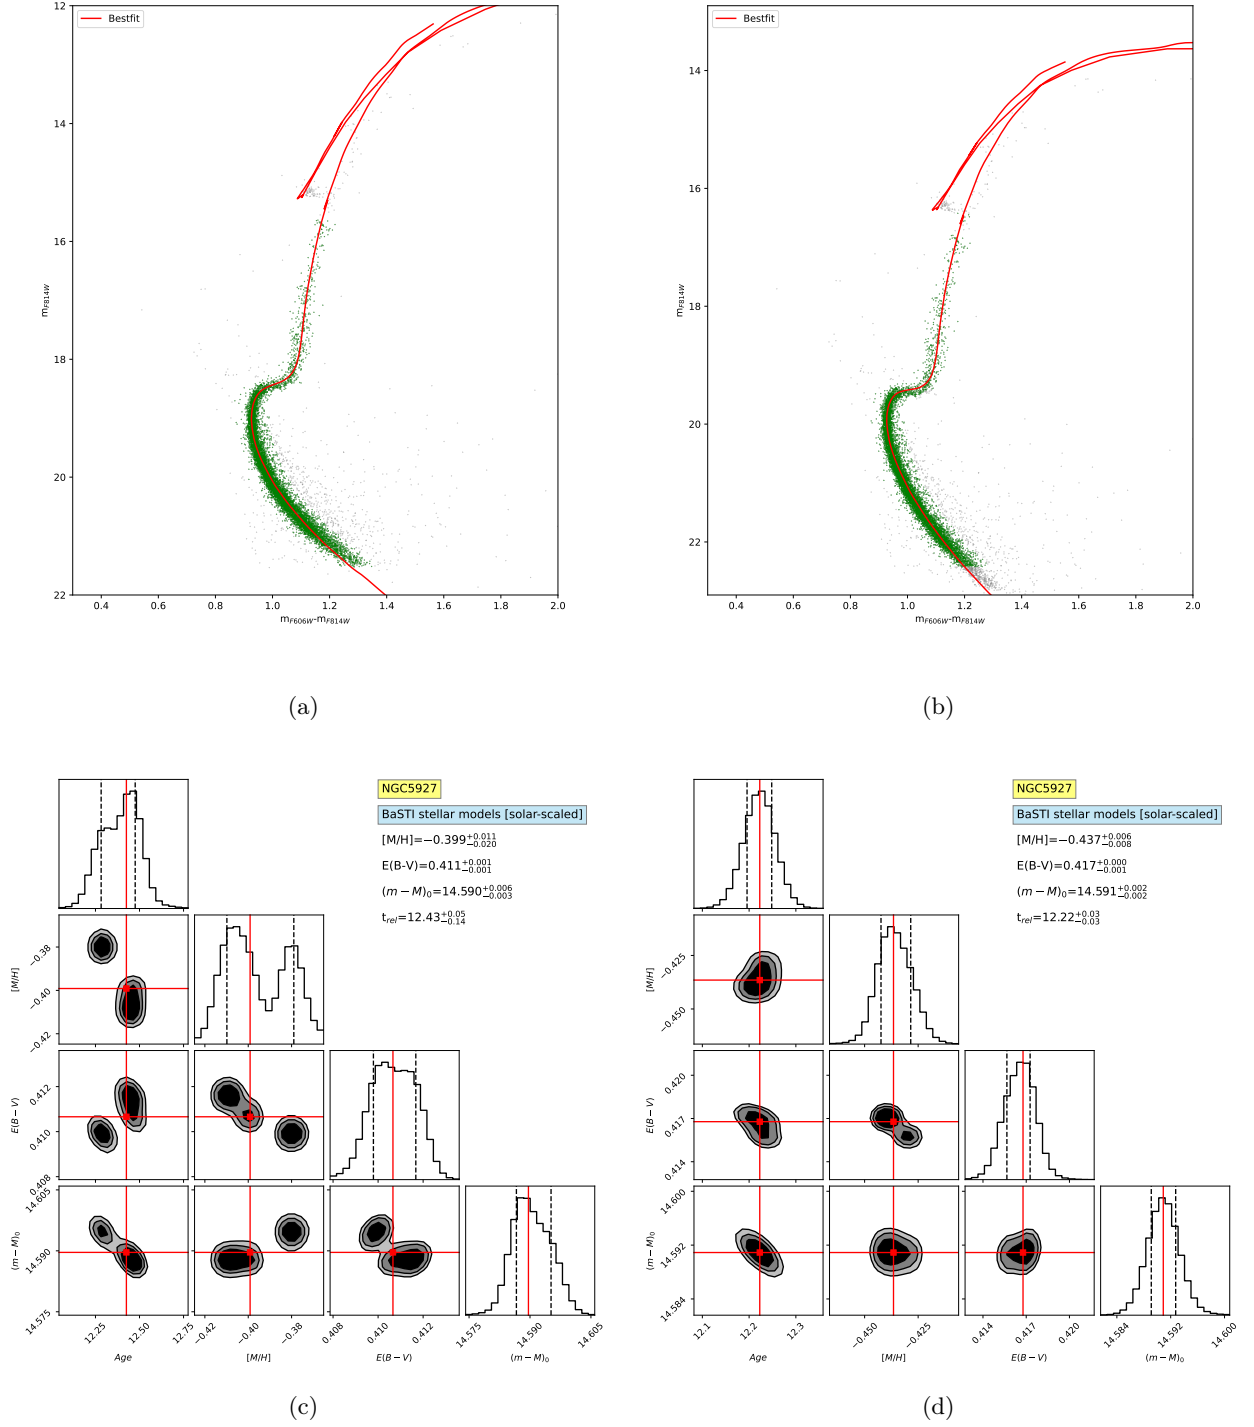 Bestfit
12
14
16
18
20
22
m_F814W
0.4 0.6 0.8 1.0 1.2 1.4 1.6 1.8 2.0
m_F606W-m_F814W
(a)
Bestfit
14
16
18
20
22
m_F814W
0.4 0.6 0.8 1.0 1.2 1.4 1.6 1.8 2.0
m_F606W-m_F814W
(b)
NGC5927
BaSTI stellar models [solar-scaled]
[M/H]=−0.399^{+0.011}_{−0.020}
E(B-V)=0.411^{+0.001}_{−0.001}
(m − M)_0=14.590^{+0.006}_{−0.003}
t_rel=12.43^{+0.05}_{−0.14}
−0.38
−0.40
−0.42
[M/H]
0.412
0.410
0.408
E(B − V)
14.605
14.590
14.575
(m − M)_0
12.25 12.50 12.75
Age
−0.42 −0.40 −0.38
[M/H]
0.408 0.410 0.412
E(B − V)
14.575 14.590 14.605
(m − M)_0
(c)
NGC5927
BaSTI stellar models [solar-scaled]
[M/H]=−0.437^{+0.006}_{−0.008}
E(B-V)=0.417^{+0.000}_{−0.001}
(m − M)_0=14.591^{+0.002}_{−0.002}
t_rel=12.22^{+0.03}_{−0.03}
−0.425
−0.450
[M/H]
0.420
0.417
0.414
E(B − V)
14.600
14.592
14.584
(m − M)_0
12.1 12.2 12.3
Age
−0.450 −0.425
[M/H]
0.414 0.417 0.420
E(B − V)
14.584 14.592 14.600
(m − M)_0
(d)